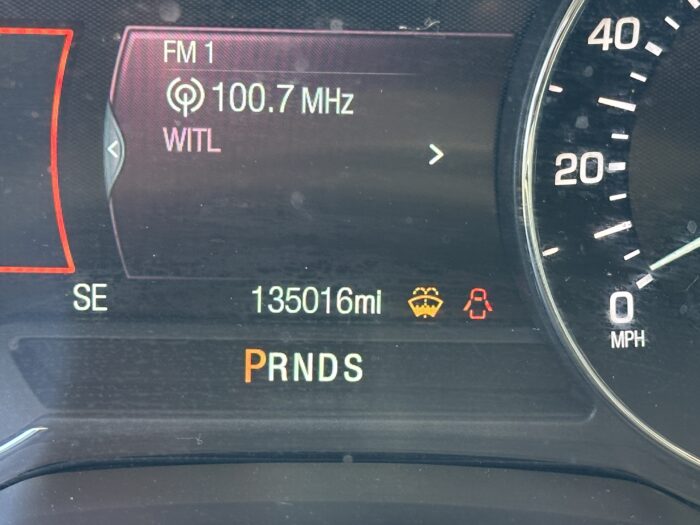 FM 1
100.7 MHz
WITL
<
>
SE
135016mi
PRNDS
40
20
0
MPH